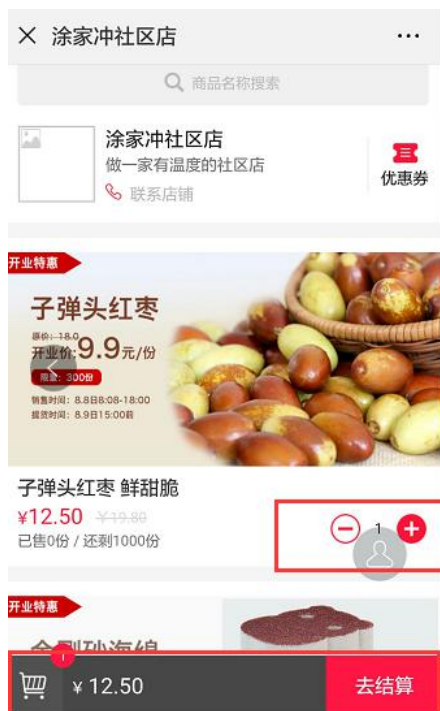 涂家冲社区店
商品名称搜索
涂家冲社区店
做一家有温度的社区店
联系店铺
优惠券
开业特惠
子弹头红枣
原价:18.0
开业价:9.9元/份
限量:300份
销售时间:8.8日8:08-18:00
提货时间:8.9日15:00前
子弹头红枣 鲜甜脆
¥12.50 ¥19.80
已售0份 / 还剩1000份
1
开业特惠
金刚砂海绵
1
¥ 12.50
去结算